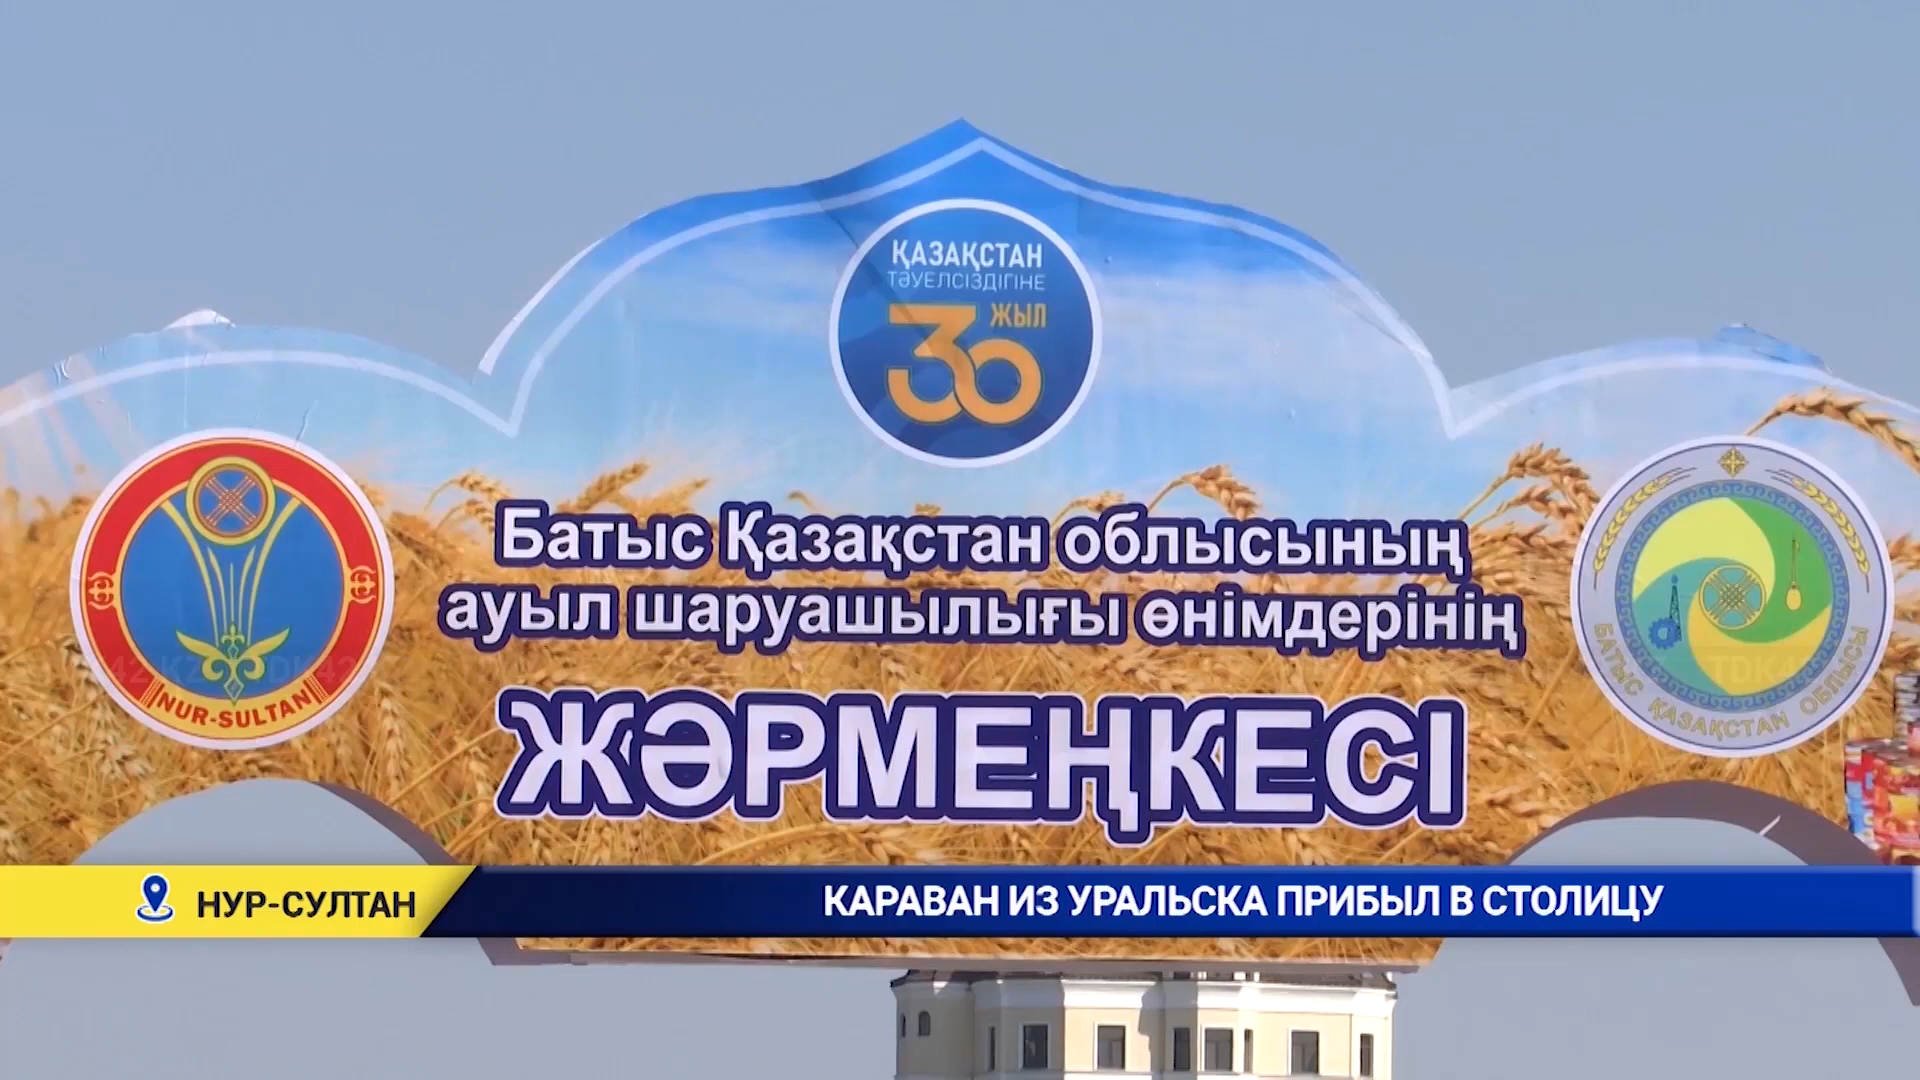 ҚАЗАҚСТАН
ТӘУЕЛСІЗДІГІНЕ
30 ЖЫЛ
Батыс Қазақстан облысының
ауыл шаруашылығы өнімдерінің
ЖӘРМЕҢКЕСІ
NUR-SULTAN
БАТЫС ҚАЗАҚСТАН ОБЛЫСЫ
НУР-СУЛТАН
КАРАВАН ИЗ УРАЛЬСКА ПРИБЫЛ В СТОЛИЦУ